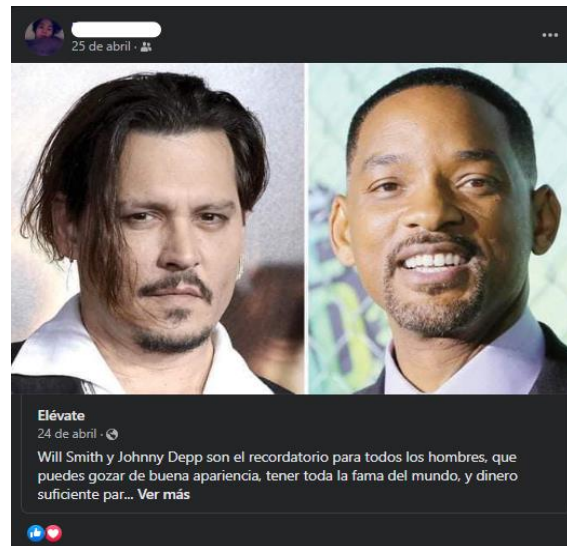 25 de abril ·
Elévate
24 de abril ·
Will Smith y Johnny Depp son el recordatorio para todos los hombres, que
puedes gozar de buena apariencia, tener toda la fama del mundo, y dinero
suficiente par... Ver más